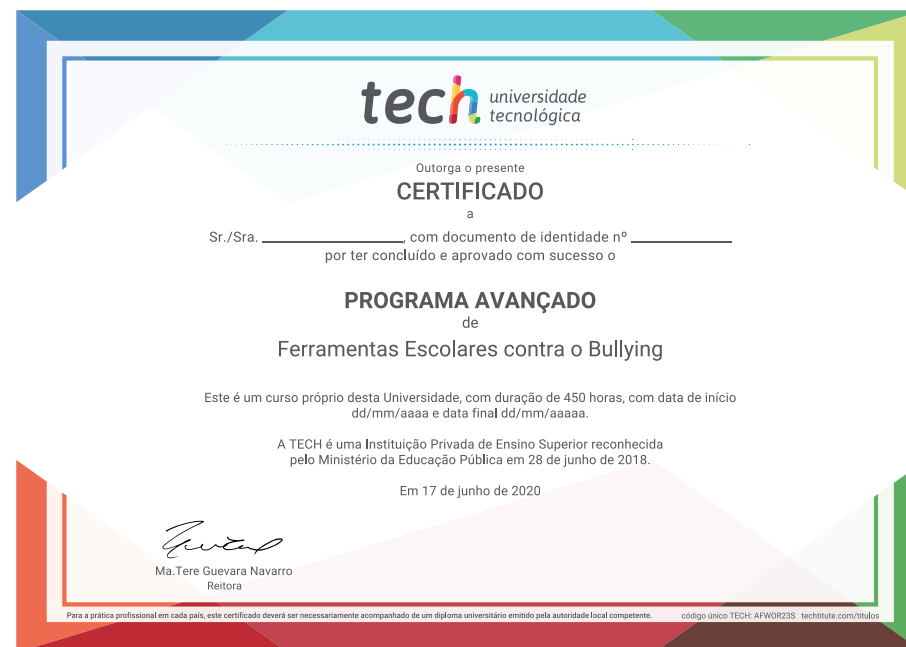 tech universidade
tecnológica
Outorga o presente
CERTIFICADO
a
Sr./Sra. ____________, com documento de identidade nº ____________
por ter concluído e aprovado com sucesso o
PROGRAMA AVANÇADO
de
Ferramentas Escolares contra o Bullying
Este é um curso próprio desta Universidade, com duração de 450 horas, com data de início
dd/mm/aaaa e data final dd/mm/aaaaa.
A TECH é uma Instituição Privada de Ensino Superior reconhecida
pelo Ministério da Educação Pública em 28 de junho de 2018.
Em 17 de junho de 2020
Ma.Tere Guevara Navarro
Reitora
Para a prática profissional em cada país, este certificado deverá ser necessariamente acompanhado de um diploma universitário emitido pela autoridade local competente. código único TECH: AFWOR23S techtitute.com/titulos